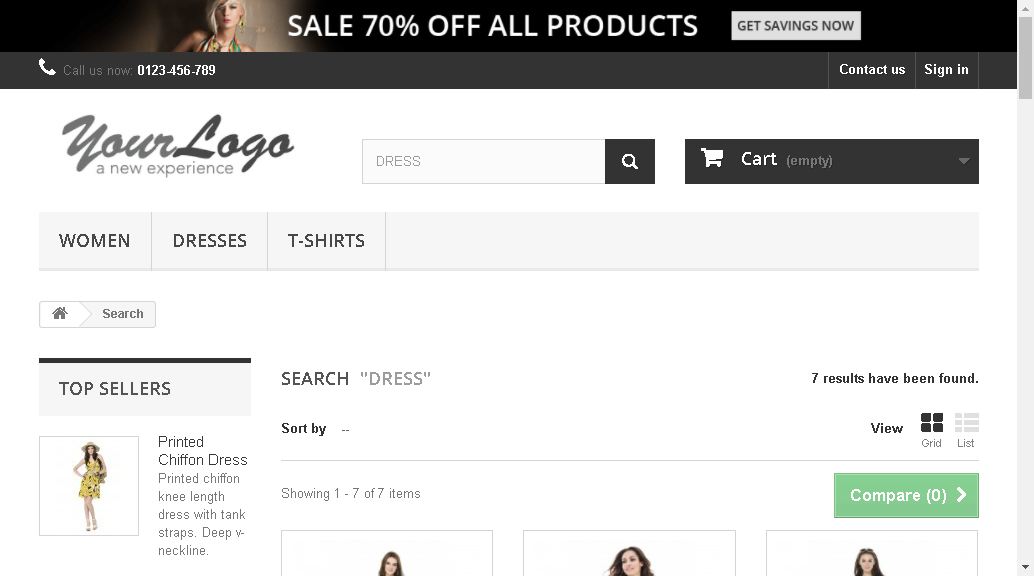 SALE 70% OFF ALL PRODUCTS GET SAVINGS NOW
Call us now: 0123-456-789 Contact us Sign in
YourLogo
a new experience
DRESS
Cart (empty)
WOMEN DRESSES T-SHIRTS
Search
TOP SELLERS
Printed
Chiffon Dress
Printed chiffon
knee length
dress with tank
straps. Deep v-
neckline.
SEARCH "DRESS" 7 results have been found.
Sort by -- View Grid List
Showing 1 - 7 of 7 items Compare (0)